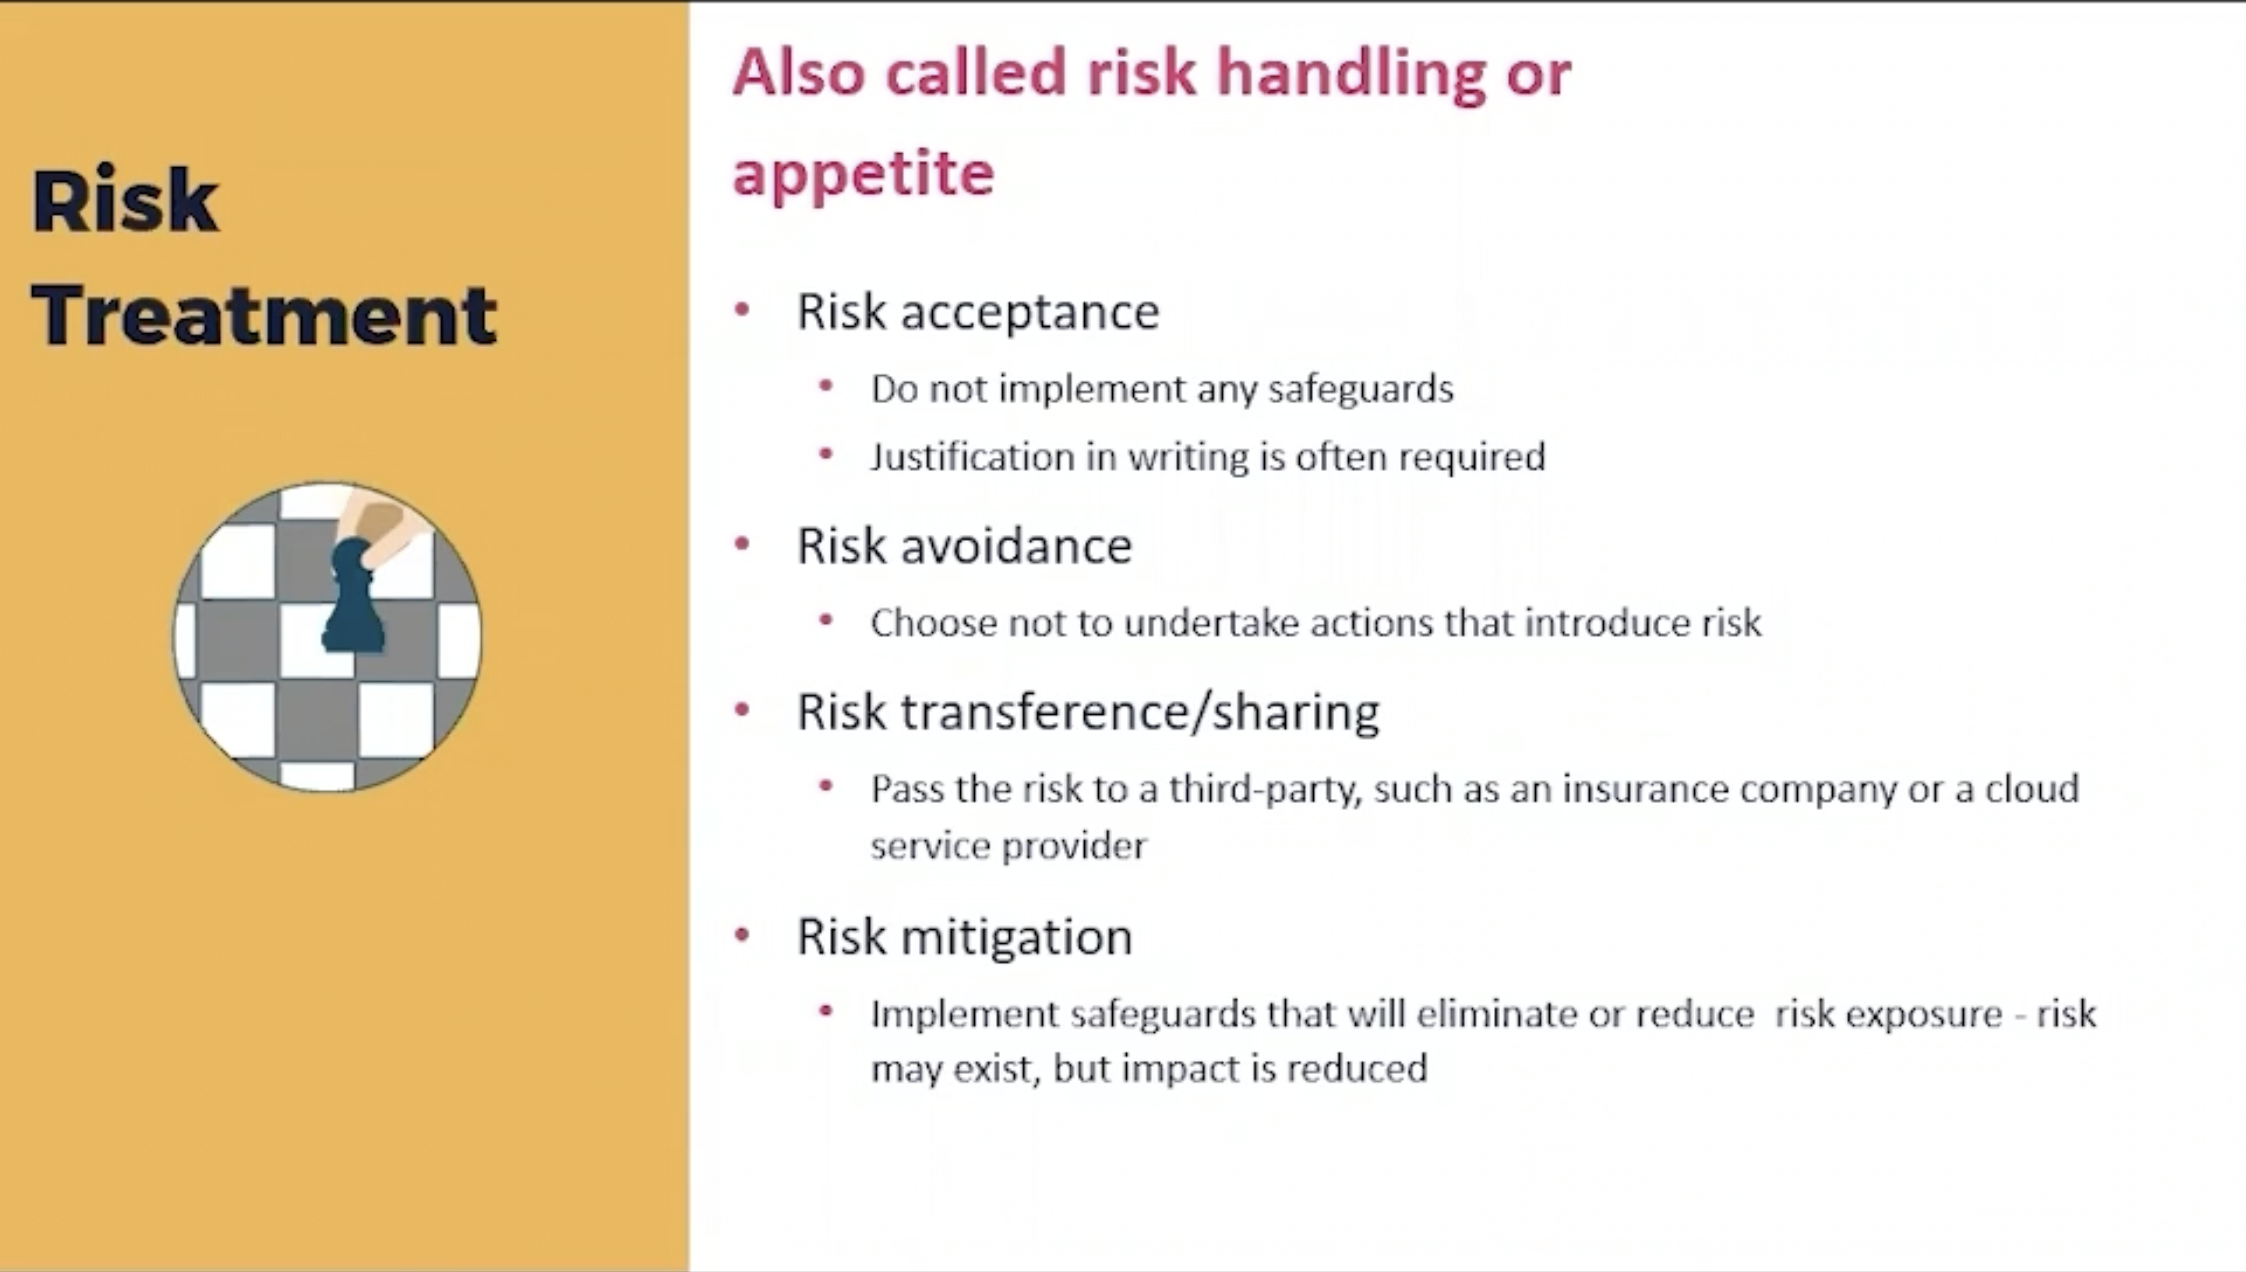 Risk
Treatment
Also called risk handling or
appetite
• Risk acceptance
• Do not implement any safeguards
• Justification in writing is often required
• Risk avoidance
• Choose not to undertake actions that introduce risk
• Risk transference/sharing
• Pass the risk to a third-party, such as an insurance company or a cloud
service provider
• Risk mitigation
• Implement safeguards that will eliminate or reduce  risk exposure - risk
may exist, but impact is reduced